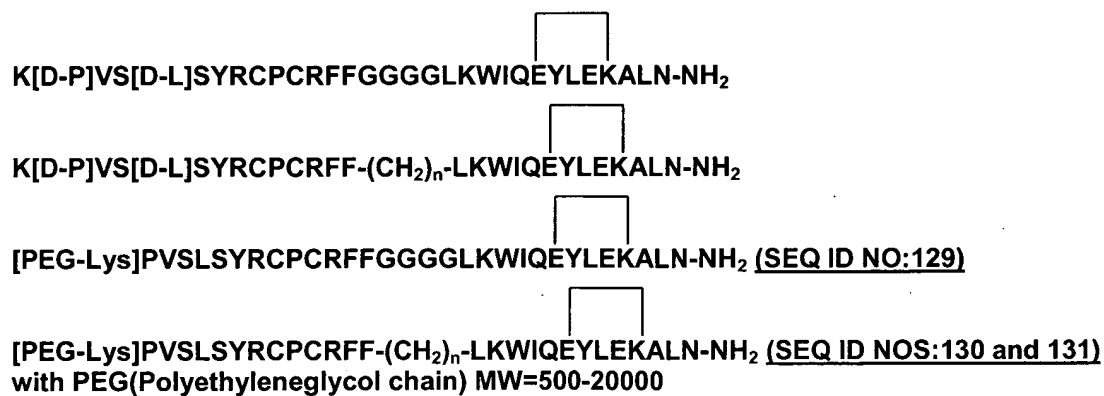 K[D-P]VS[D-L]SYRCPCRFFGGGGLKWIQEYLEKALN-NH₂
K[D-P]VS[D-L]SYRCPCRFF-(CH₂)ₙ-LKWIQEYLEKALN-NH₂
[PEG-Lys]PVSLSYRCPCRFFGGGGLKWIQEYLEKALN-NH₂ (SEQ ID NO:129)
[PEG-Lys]PVSLSYRCPCRFF-(CH₂)ₙ-LKWIQEYLEKALN-NH₂ (SEQ ID NOS:130 and 131)
with PEG(Polyethyleneglycol chain) MW=500-20000